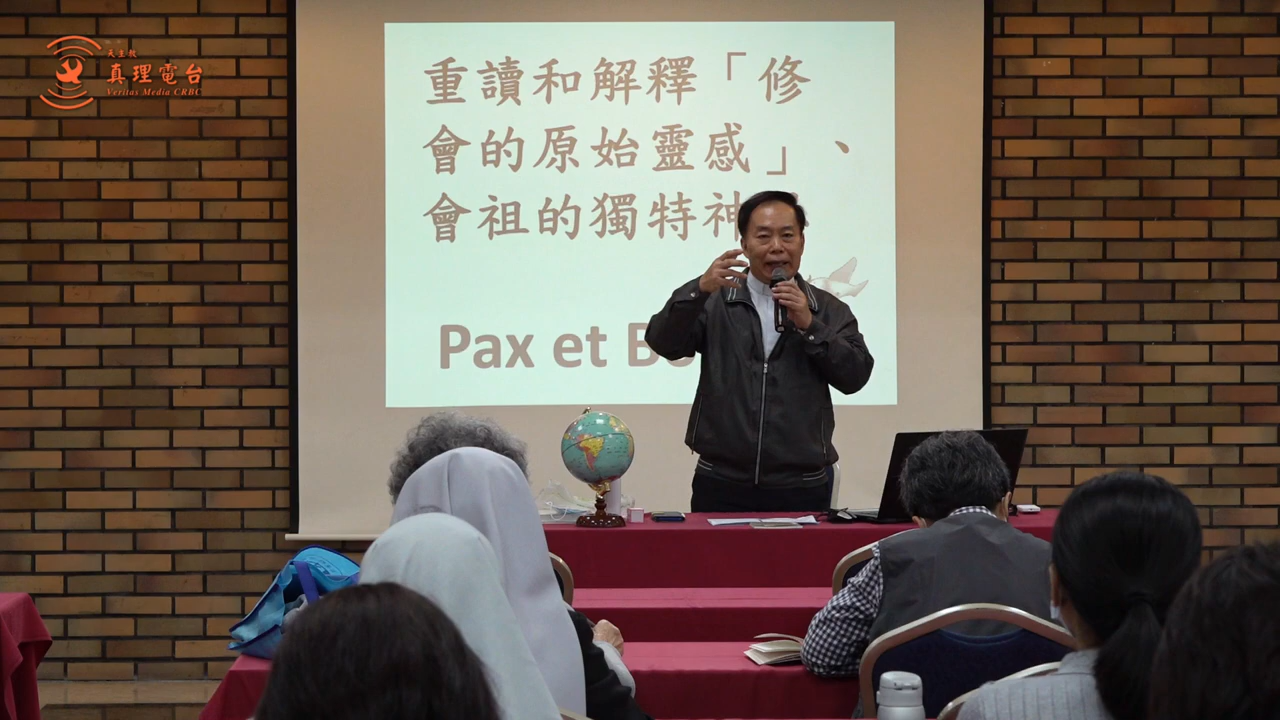 天主教
真理電台
Veritas Media CRBC
重讀和解釋「修
會的原始靈感」、
會祖的獨特神
Pax et